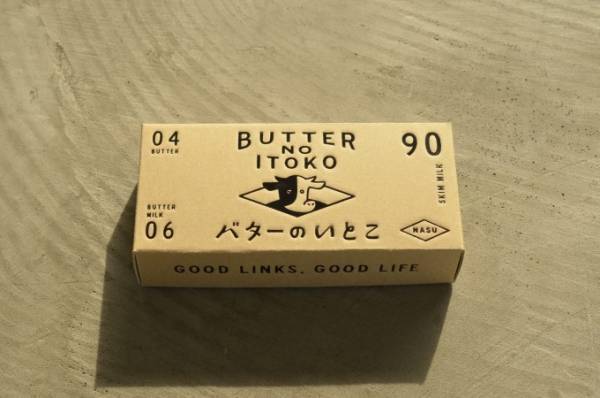 04
BUTTER
BUTTER
NO
ITOKO
90
SKIM MILK
BUTTER
MILK
06
バターのいとこ
NASU
GOOD LINKS, GOOD LIFE